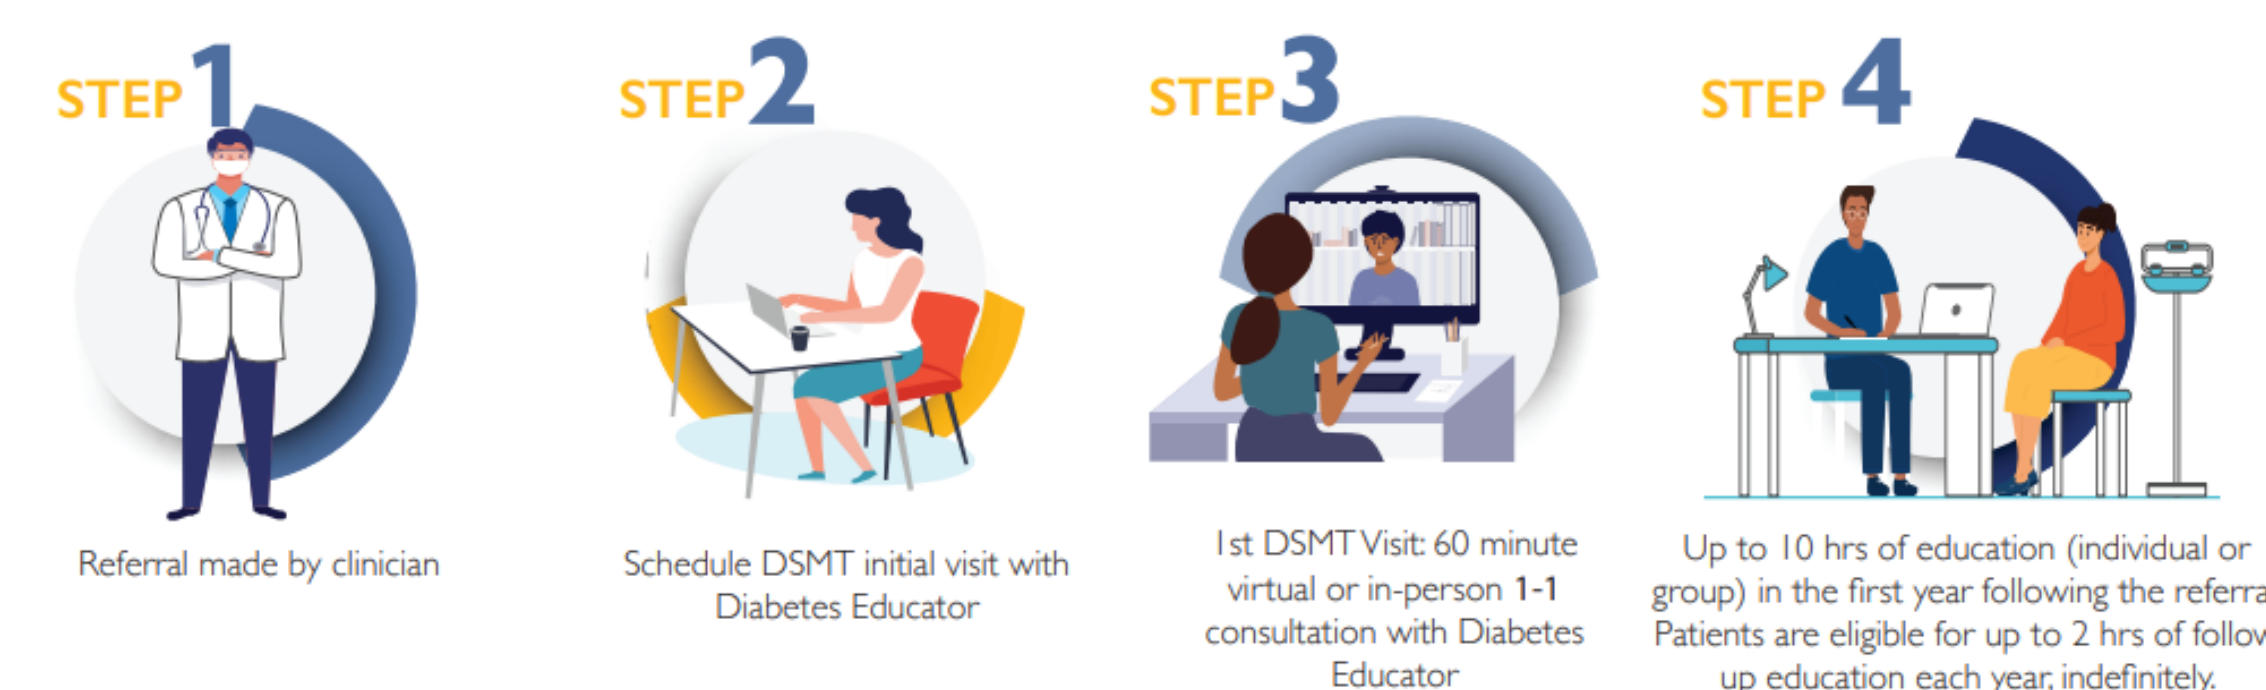 STEP 1
Referral made by clinician
STEP 2
Schedule DSMT initial visit with
Diabetes Educator
STEP 3
1st DSMT Visit: 60 minute
virtual or in-person 1-1
consultation with Diabetes
Educator
STEP 4
Up to 10 hrs of education (individual or
group) in the first year following the referra
Patients are eligible for up to 2 hrs of follow
up education each year, indefinitely.